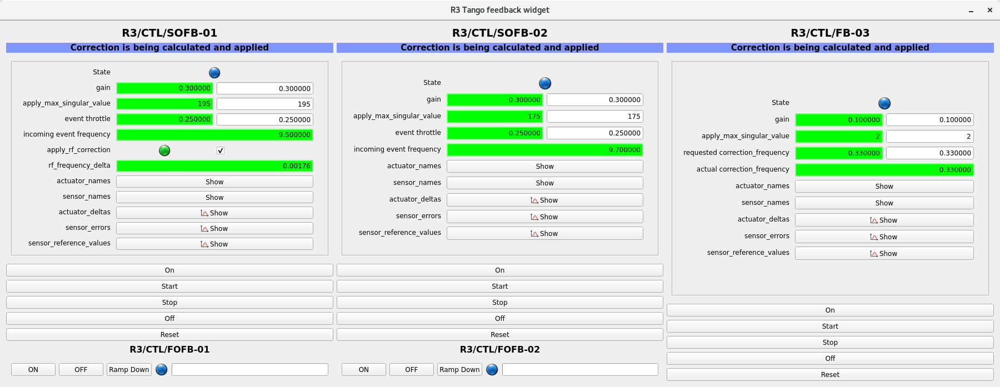 R3 Tango feedback widget
R3/CTL/SOFB-01
Correction is being calculated and applied
State
gain 0.300000 0.300000
apply_max_singular_value 195 195
event throttle 0.250000 0.250000
incoming event frequency 9.500000
apply_rf_correction
rf_frequency_delta 0.00176
actuator_names Show
sensor_names Show
actuator_deltas Show
sensor_errors Show
sensor_reference_values Show
On
Start
Stop
Off
Reset
R3/CTL/FOFB-01
ON OFF Ramp Down
R3/CTL/SOFB-02
Correction is being calculated and applied
State
gain 0.300000 0.300000
apply_max_singular_value 175 175
event throttle 0.250000 0.250000
incoming event frequency 9.700000
actuator_names Show
sensor_names Show
actuator_deltas Show
sensor_errors Show
sensor_reference_values Show
On
Start
Stop
Off
Reset
R3/CTL/FOFB-02
ON OFF Ramp Down
R3/CTL/FB-03
Correction is being calculated and applied
State
gain 0.100000 0.100000
apply_max_singular_value 2 2
requested correction_frequency 0.330000 0.330000
actual correction_frequency 0.330000
actuator_names Show
sensor_names Show
actuator_deltas Show
sensor_errors Show
sensor_reference_values Show
On
Start
Stop
Off
Reset